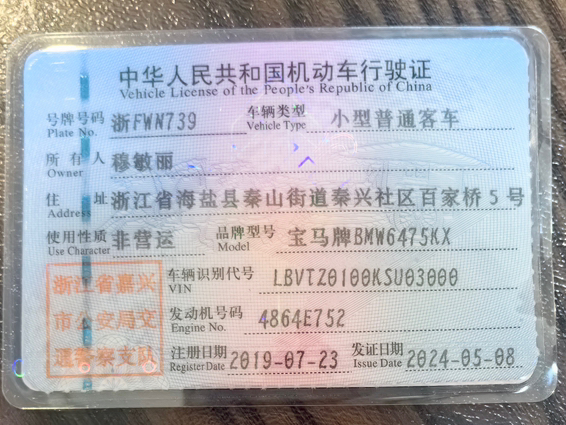 中华人民共和国机动车行驶证
Vehicle License of the People's Republic of China
号牌号码 Plate No. 浙FWN739 车辆类型 Vehicle Type 小型普通客车
所有人 Owner 穆敏丽
住址 Address 浙江省海盐县秦山街道秦兴社区百家桥5号
使用性质 Use Character 非营运 品牌型号 Model 宝马牌BMW6475KX
车辆识别代号 VIN LBVTZ0100KSU03000
发动机号码 Engine No. 4864E752
注册日期 Register Date 2019-07-23 发证日期 Issue Date 2024-05-08
浙江省嘉兴
市公安局交
通警察支队